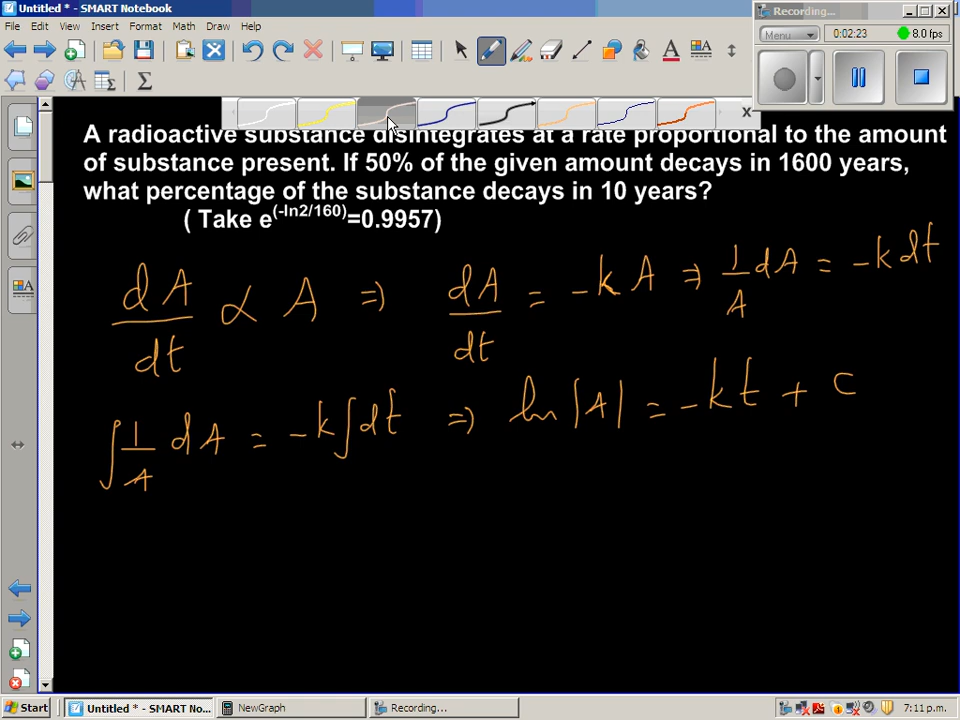 Untitled * - SMART Notebook
Recording...
File Edit View Insert Format Math Draw Help
Menu 0:02:23 8.0 fps
A radioactive substance disintegrates at a rate proportional to the amount
of substance present. If 50% of the given amount decays in 1600 years,
what percentage of the substance decays in 10 years?
( Take e^(-ln2/160)=0.9957)
dA/dt ∝ A ⇒ dA/dt = -kA ⇒ 1/A dA = -k dt
∫ 1/A dA = -k∫dt ⇒ ln|A| = -kt + C
Start Untitled * - SMART No... NewGraph Recording... 7:11 p.m.